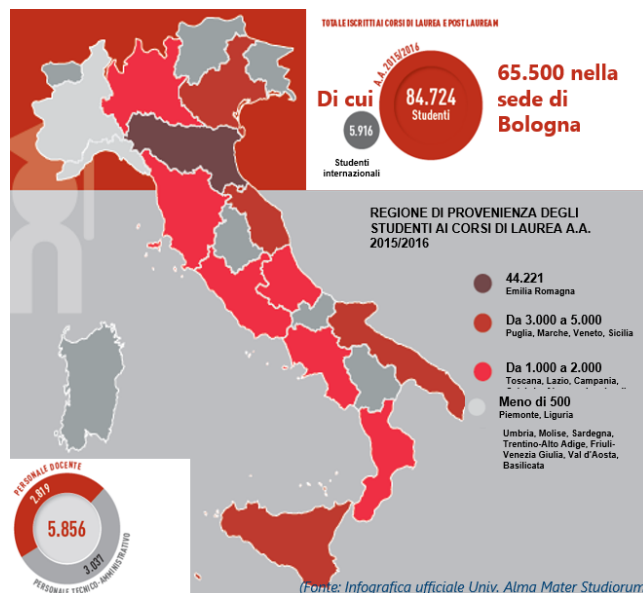 TOTALE ISCRITTI AI CORSI DI LAUREA E POST LAUREAM
A.A. 2015/2016
84.724
Studenti
Di cui
5.916
Studenti
internazionali
65.500 nella
sede di
Bologna
REGIONE DI PROVENIENZA DEGLI
STUDENTI AI CORSI DI LAUREA A.A.
2015/2016
44.221
Emilia Romagna
Da 3.000 a 5.000
Puglia, Marche, Veneto, Sicilia
Da 1.000 a 2.000
Toscana, Lazio, Campania,
Meno di 500
Piemonte, Liguria
Umbria, Molise, Sardegna,
Trentino-Alto Adige, Friuli-
Venezia Giulia, Val d'Aosta,
Basilicata
PERSONALE DOCENTE
2.819
5.856
3.037
PERSONALE TECNICO-AMMINISTRATIVO
(Fonte: Infografica ufficiale Univ. Alma Mater Studiorum